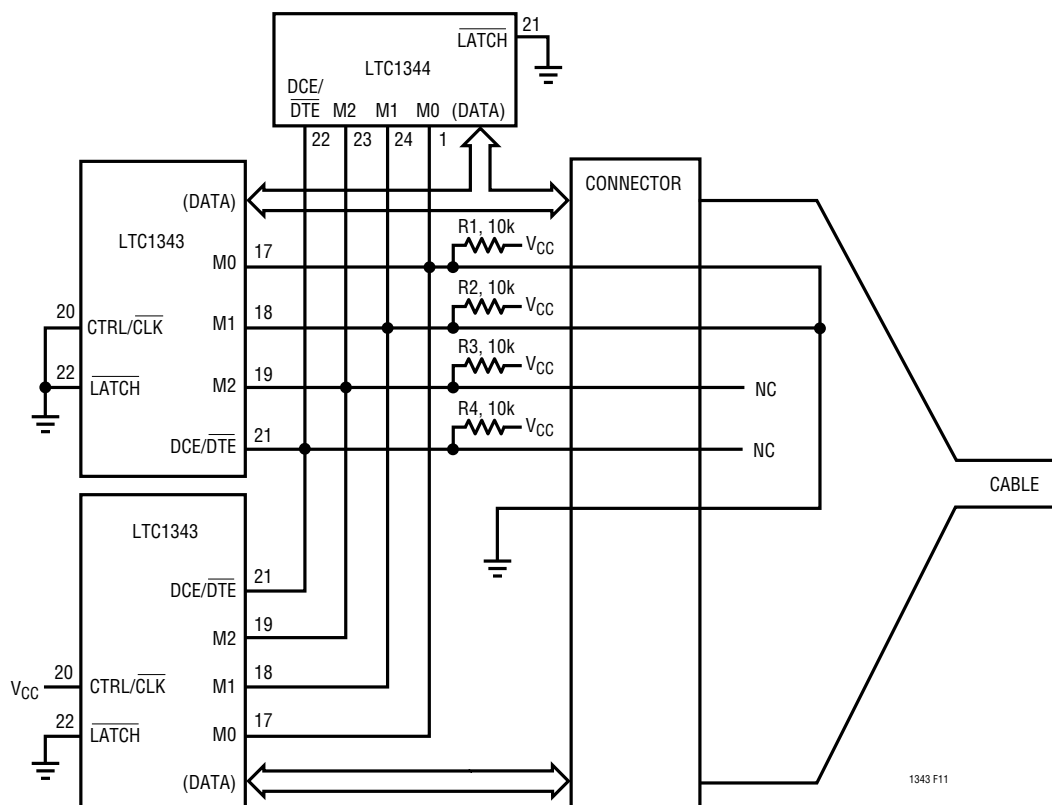 21
LATCH
LTC1344
DCE/
DTE M2 M1 M0 (DATA)
22 23 24 1
CONNECTOR
(DATA)
LTC1343
R1, 10k
VCC
M0 17
R2, 10k
VCC
20 CTRL/CLK M1 18
R3, 10k
VCC
22 LATCH M2 19 NC
R4, 10k
VCC
DCE/DTE 21 NC
CABLE
LTC1343
DCE/DTE 21
M2 19
VCC 20 CTRL/CLK M1 18
22 LATCH M0 17
(DATA)
1343 F11